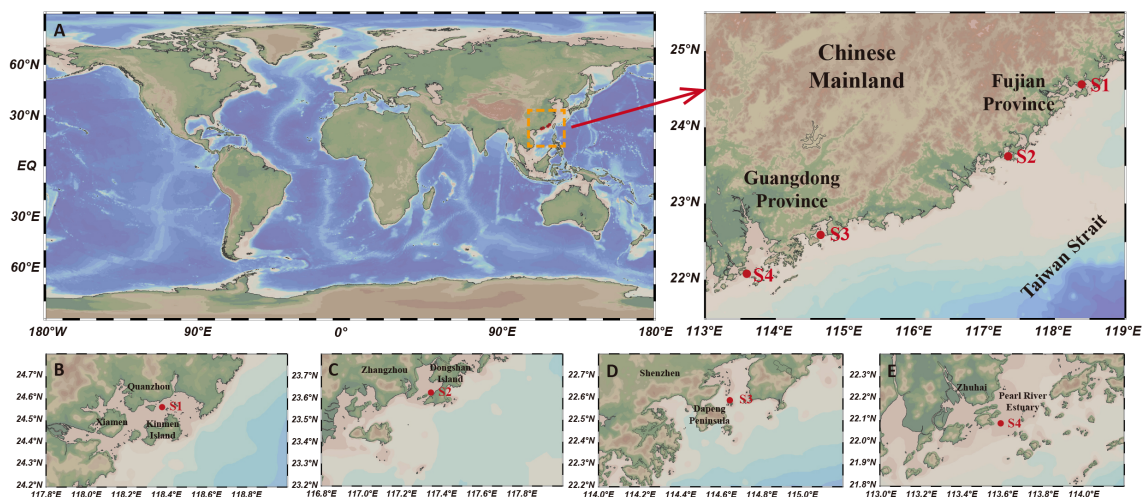 A
60°N
30°N
EQ
30°E
60°E
180°W
90°E
0°
90°E
180°E
Chinese
Mainland
Fujian
Province
Guangdong
Province
Taiwan Strait
S1
S2
S3
S4
25°N
24°N
23°N
22°N
113°E
114°E
115°E
116°E
117°E
118°E
119°E
B
Quanzhou
S1
Xiamen
Kinmen
Island
24.7°N
24.6°N
24.5°N
24.4°N
24.3°N
24.2°N
117.8°E
118.0°E
118.2°E
118.4°E
118.6°E
118.8°E
118.9°E
C
Zhangzhou
Dongshan
Island
S2
23.7°N
23.6°N
23.5°N
23.4°N
23.3°N
23.2°N
116.8°E
117.0°E
117.2°E
117.4°E
117.6°E
117.8°E
D
Shenzhen
S3
Dapeng
Peninsula
22.7°N
22.6°N
22.5°N
22.4°N
22.3°N
22.2°N
114.0°E
114.2°E
114.4°E
114.6°E
114.8°E
115.0°E
E
Zhuhai
Pearl River
Estuary
S4
22.3°N
22.2°N
22.1°N
22.0°N
21.9°N
21.8°N
113.0°E
113.2°E
113.4°E
113.6°E
113.8°E
114.0°E